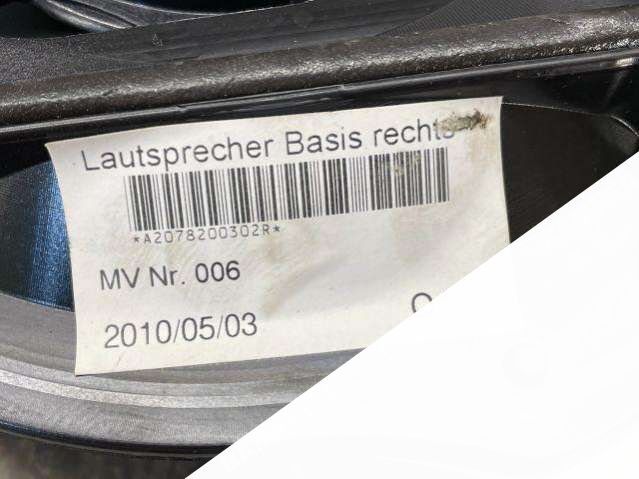 Lautsprecher Basis rechts
*A2078200302R*
MV Nr. 006
2010/05/03